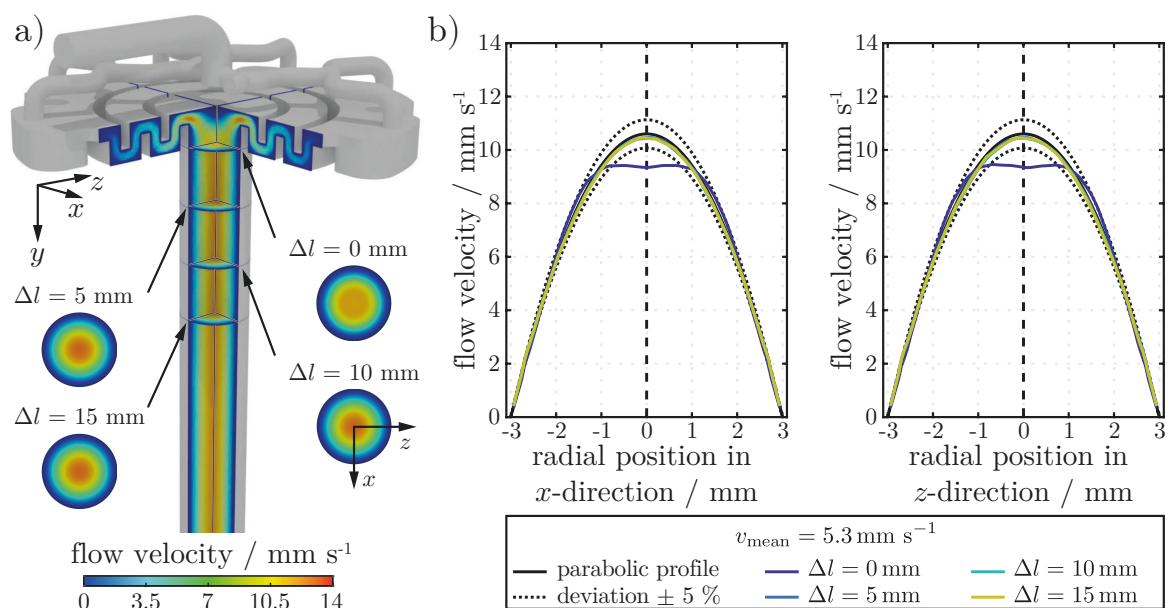 a)
z
x
y
Δl = 0 mm
Δl = 5 mm
Δl = 10 mm
Δl = 15 mm
z
x
flow velocity / mm s⁻¹
0 3.5 7 10.5 14
b)
flow velocity / mm s⁻¹
14
12
10
8
6
4
2
0
-3 -2 -1 0 1 2 3
radial position in
x-direction / mm
flow velocity / mm s⁻¹
14
12
10
8
6
4
2
0
-3 -2 -1 0 1 2 3
radial position in
z-direction / mm
v_mean = 5.3 mm s⁻¹
parabolic profile Δl = 0 mm Δl = 10 mm
deviation ± 5 % Δl = 5 mm Δl = 15 mm